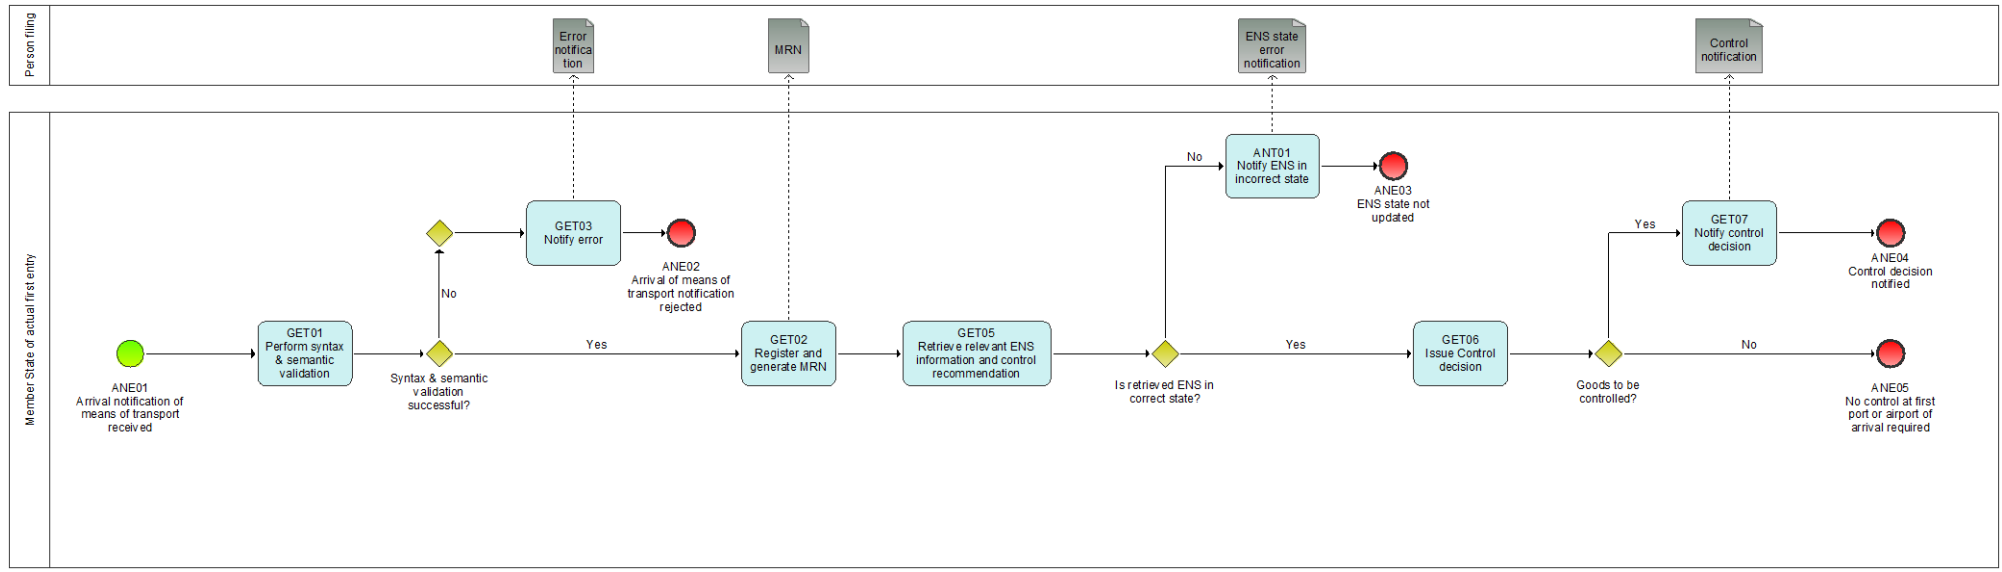 Person filing
Error
notifica
tion
MRN
ENS state
error
notification
Control
notification
Member State of actual first entry
ANE01
Arrival notification of
means of transport
received
GET01
Perform syntax
& semantic
validation
Syntax & semantic
validation
successful?
No
Yes
GET03
Notify error
ANE02
Arrival of means of
transport notification
rejected
GET02
Register and
generate MRN
GET05
Retrieve relevant ENS
information and control
recommendation
Is retrieved ENS in
correct state?
No
Yes
ANT01
Notify ENS in
incorrect state
ANE03
ENS state not
updated
GET06
Issue Control
decision
Goods to be
controlled?
Yes
No
GET07
Notify control
decision
ANE04
Control decision
notified
ANE05
No control at first
port or airport of
arrival required